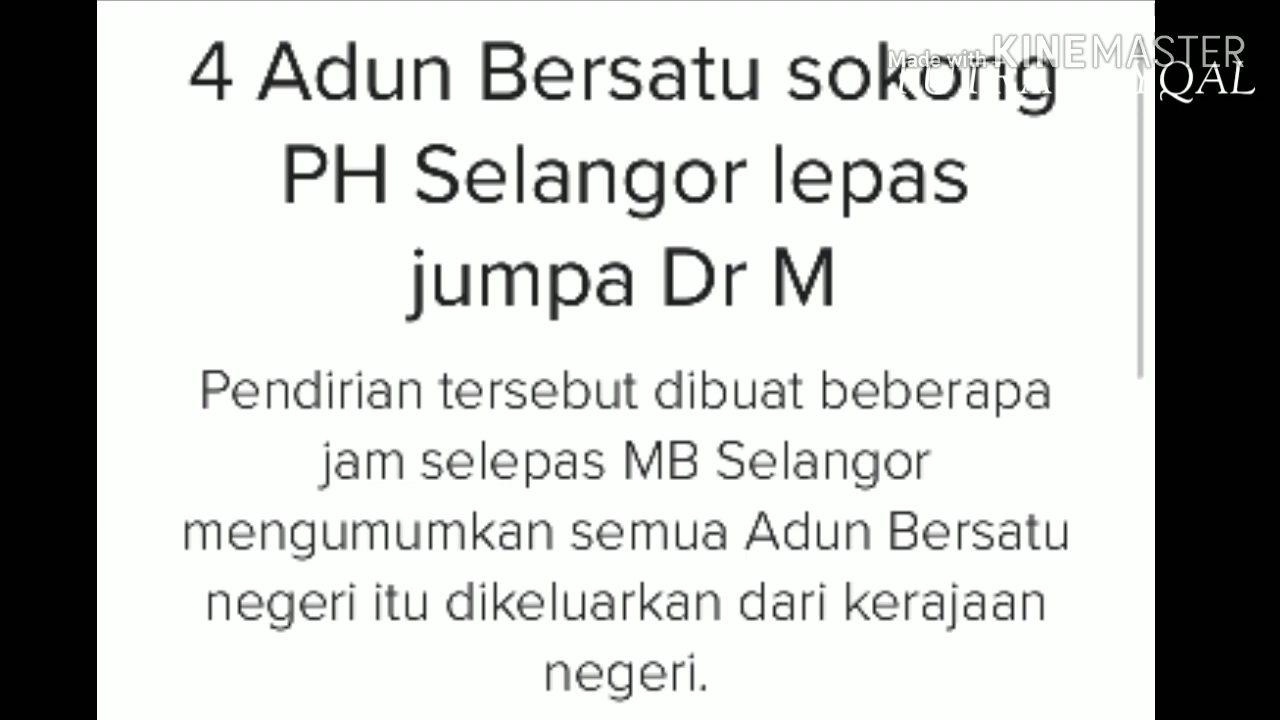 Made with KINEMASTER
4 Adun Bersatu sokong
PH Selangor lepas
jumpa Dr M
Pendirian tersebut dibuat beberapa
jam selepas MB Selangor
mengumumkan semua Adun Bersatu
negeri itu dikeluarkan dari kerajaan
negeri.